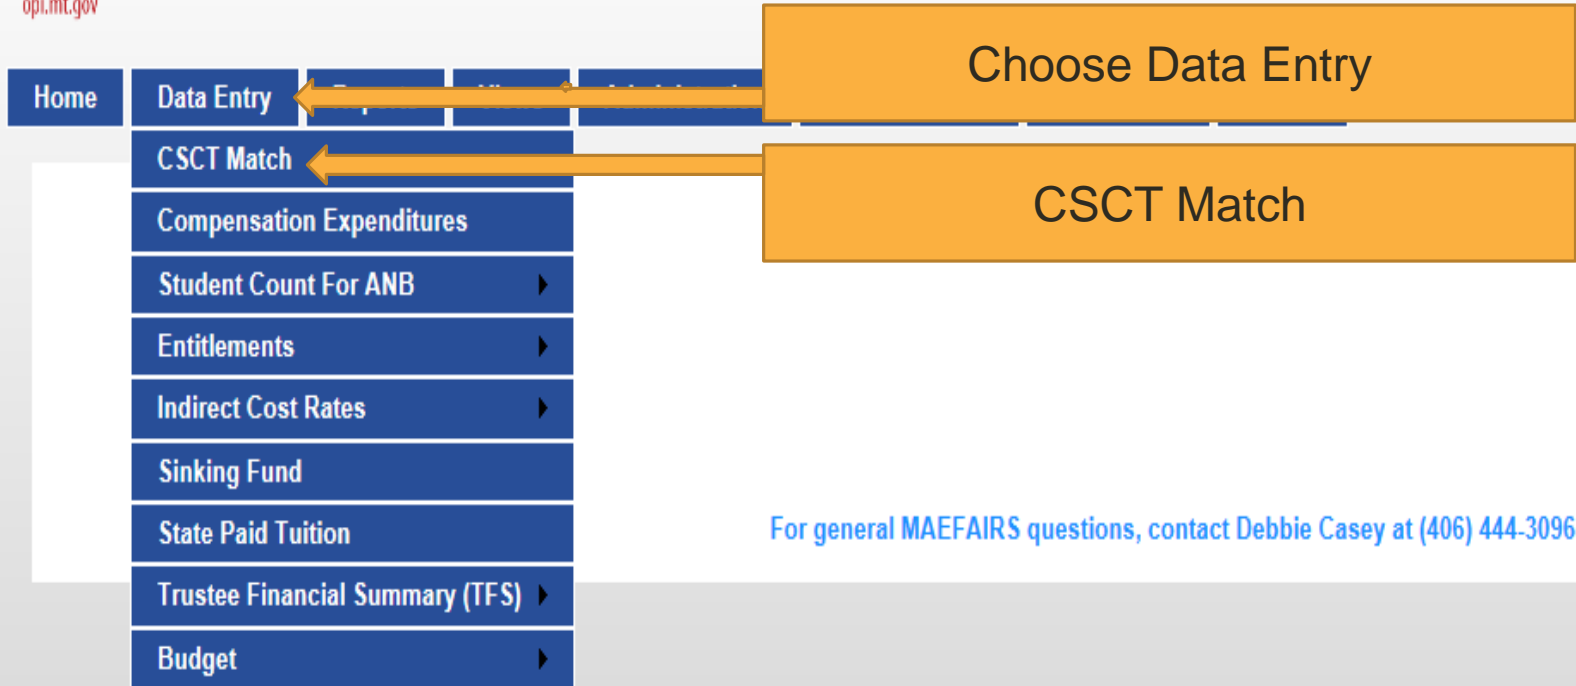 opi.mt.gov
Choose Data Entry
Home Data Entry
CSCT Match
CSCT Match
Compensation Expenditures
Student Count For ANB
Entitlements
Indirect Cost Rates
Sinking Fund
State Paid Tuition
For general MAEFAIRS questions, contact Debbie Casey at (406) 444-3096
Trustee Financial Summary (TFS)
Budget